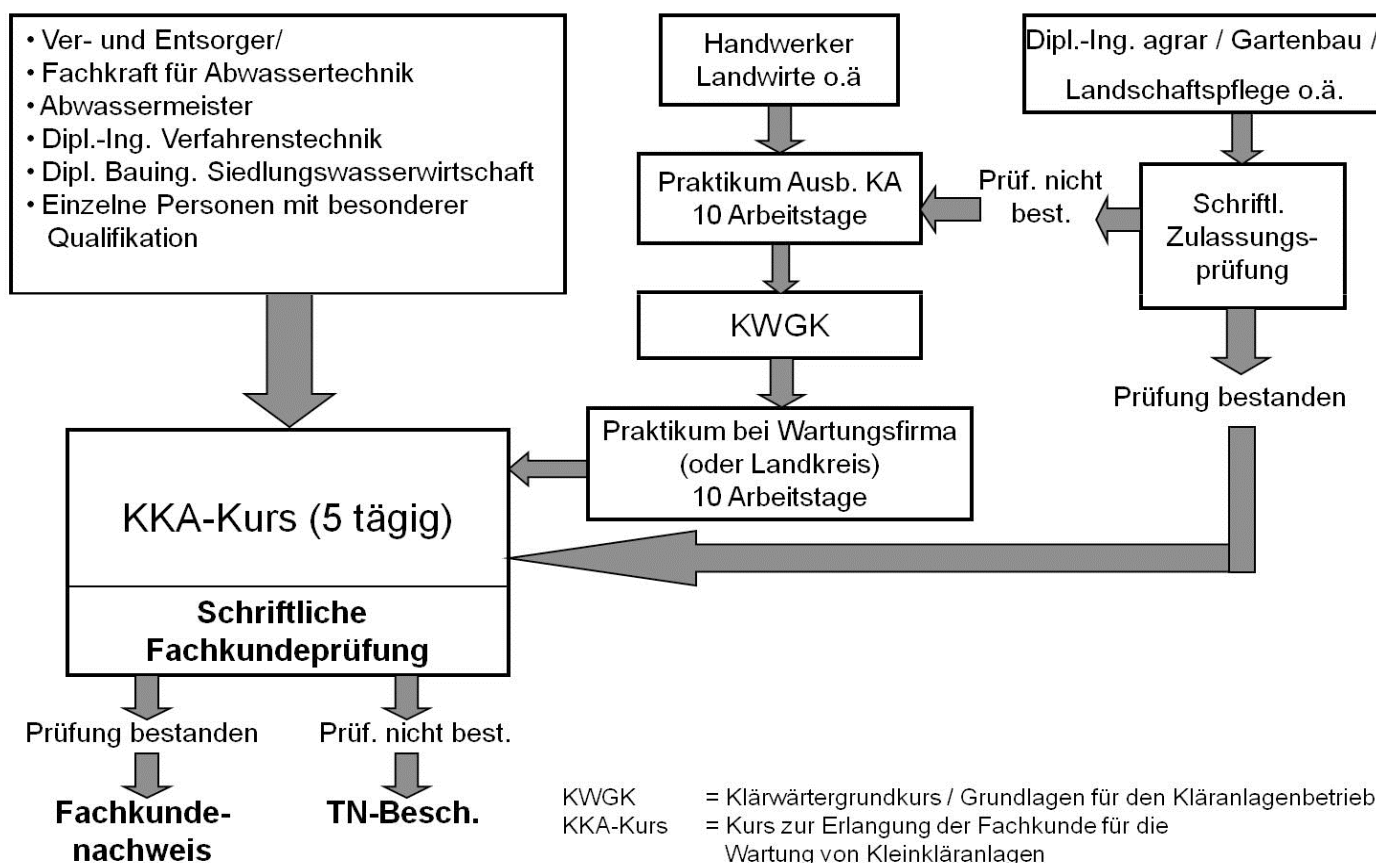 • Ver- und Entsorger/
• Fachkraft für Abwassertechnik
• Abwassermeister
• Dipl.-Ing. Verfahrenstechnik
• Dipl. Bauing. Siedlungswasserwirtschaft
• Einzelne Personen mit besonderer
Qualifikation
Handwerker
Landwirte o.ä
Dipl.-Ing. agrar / Gartenbau /
Landschaftspflege o.ä.
Praktikum Ausb. KA
10 Arbeitstage
Prüf. nicht
best.
Schriftl.
Zulassungs-
prüfung
KWGK
Prüfung bestanden
Praktikum bei Wartungsfirma
(oder Landkreis)
10 Arbeitstage
KKA-Kurs (5 tägig)
Schriftliche
Fachkundeprüfung
Prüfung bestanden
Prüf. nicht best.
Fachkunde-
nachweis
TN-Besch.
KWGK = Klärwärtergrundkurs / Grundlagen für den Kläranlagenbetrieb
KKA-Kurs = Kurs zur Erlangung der Fachkunde für die
Wartung von Kleinkläranlagen